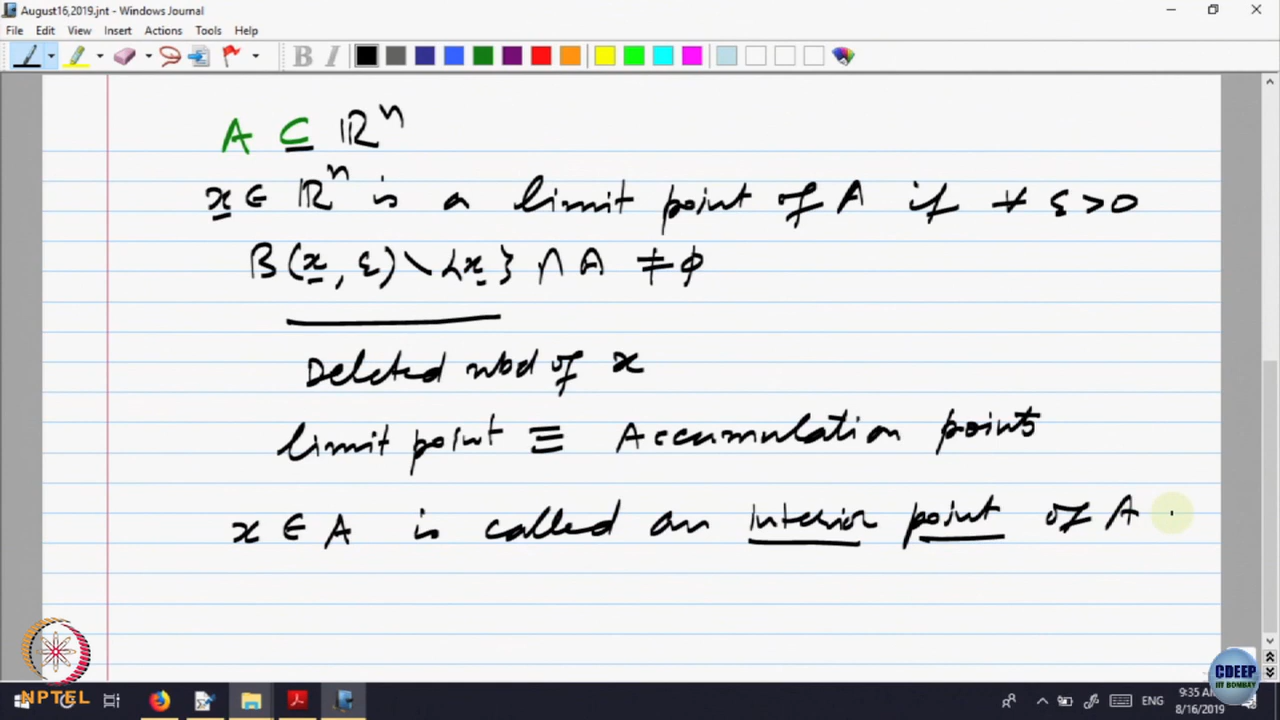 August16,2019.jnt - Windows Journal
File Edit View Insert Actions Tools Help
B I
A ⊆ ℝⁿ
x ∈ ℝⁿ is a limit point of A if ∀ ε > 0
B(x, ε) \ {x} ∩ A ≠ ϕ
Deleted nbd of x
limit point ≡ Accumulation points
x ∈ A is called an interior point of A
NPTEL
CDEEP
IIT BOMBAY
ENG
9:35 AM
8/16/2019